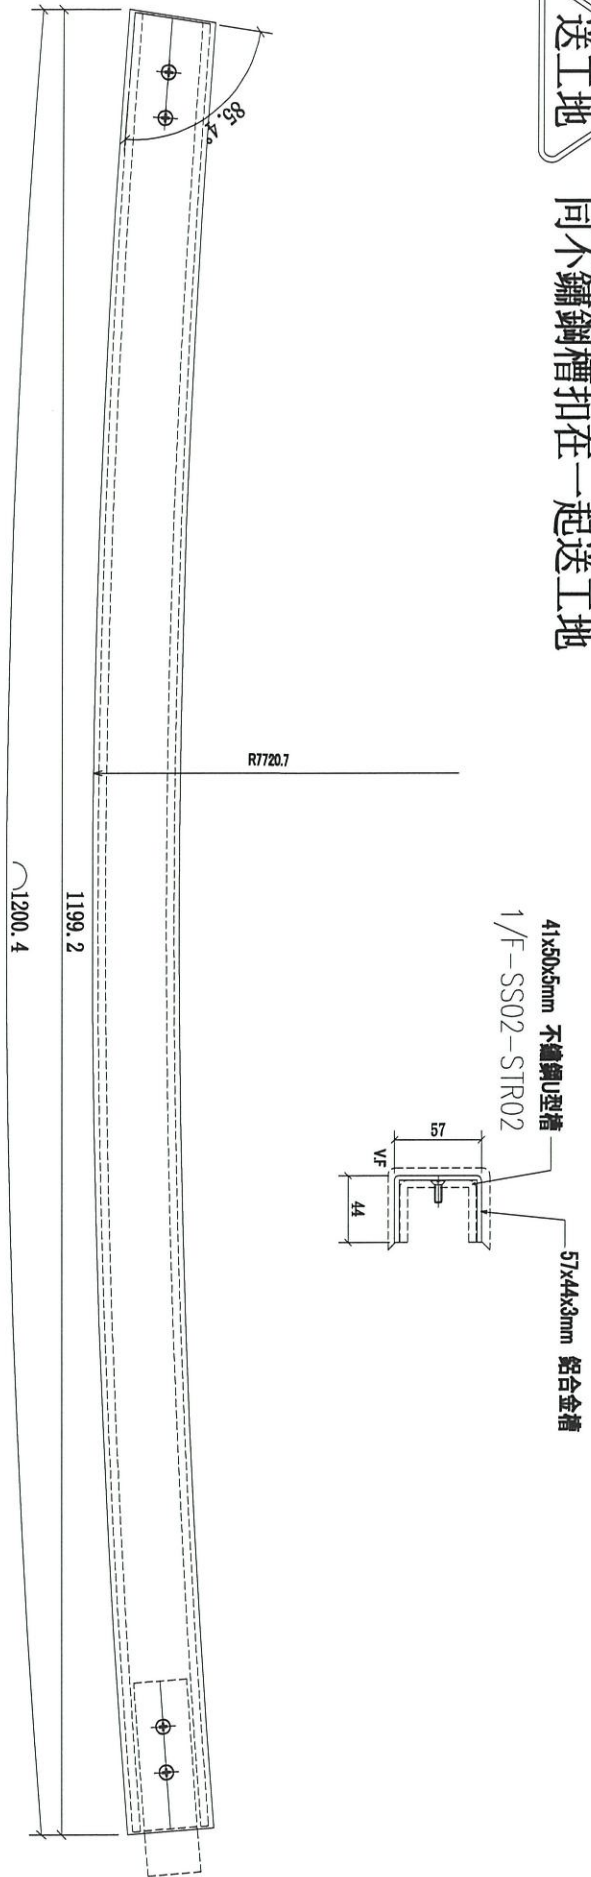 送工地
同不鏽鋼槽扣在一起送工地
41x50x5mm 不鏽鋼U型槽
1/F-SS02-STR02
57x44x3mm 鋁合金槽
57
V.F
44
85.4°
R7720.7
1199.2
⌒1200.4